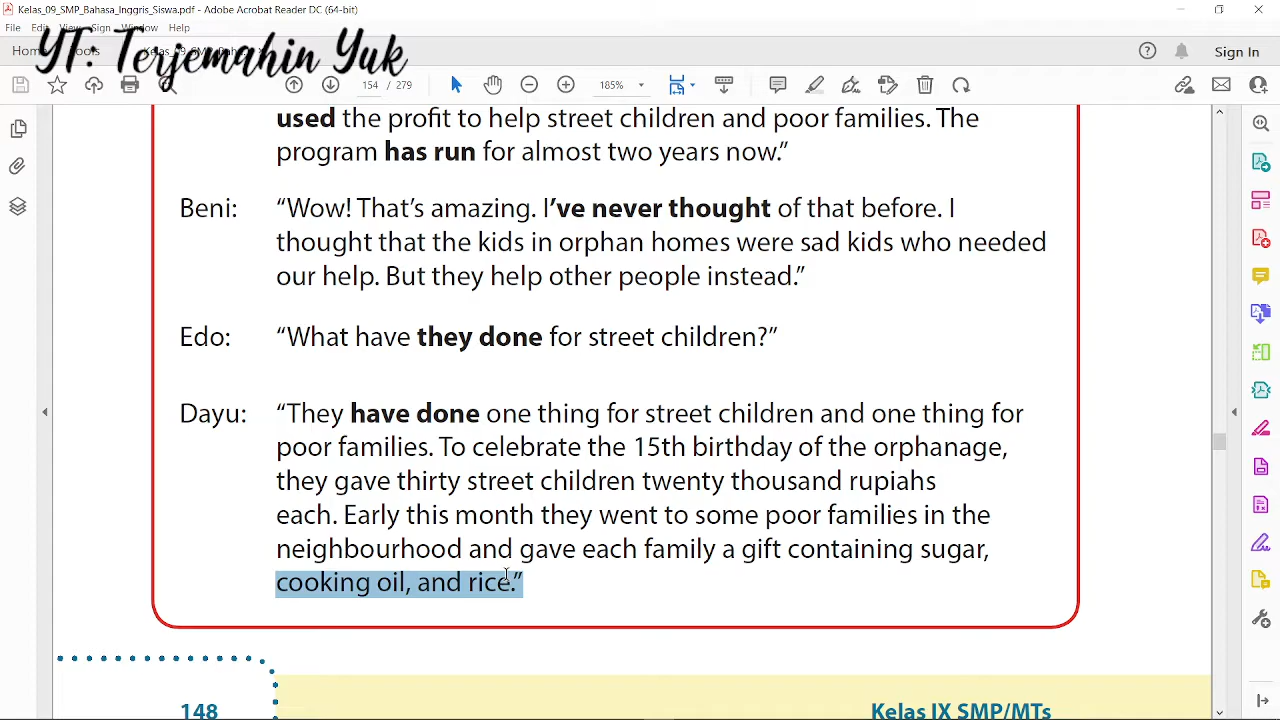 Kelas_09_SMP_Bahasa_Inggris_Siswa.pdf - Adobe Acrobat Reader DC (64-bit)
File Edit View Sign Window Help
YT: Terjemahin Yuk
Sign In
154 / 279
185%
used the profit to help street children and poor families. The
program has run for almost two years now.”
Beni: “Wow! That’s amazing. I’ve never thought of that before. I
thought that the kids in orphan homes were sad kids who needed
our help. But they help other people instead.”
Edo: “What have they done for street children?”
Dayu: “They have done one thing for street children and one thing for
poor families. To celebrate the 15th birthday of the orphanage,
they gave thirty street children twenty thousand rupiahs
each. Early this month they went to some poor families in the
neighbourhood and gave each family a gift containing sugar,
cooking oil, and rice.”
148 Kelas IX SMP/MTs